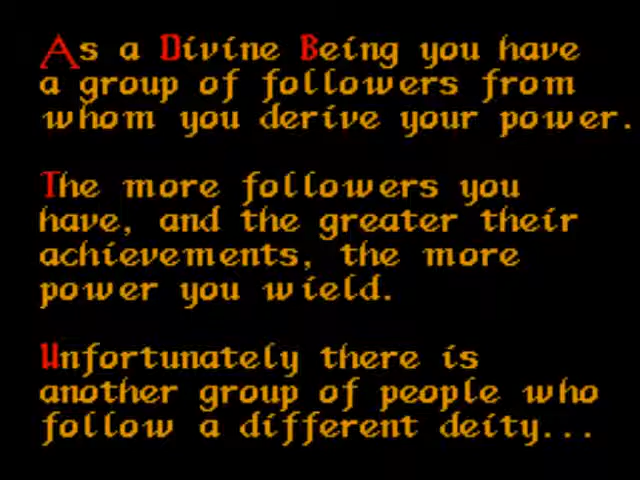 As a Divine Being you have
a group of followers from
whom you derive your power.
The more followers you
have, and the greater their
achievements, the more
power you wield.
Unfortunately there is
another group of people who
follow a different deity...